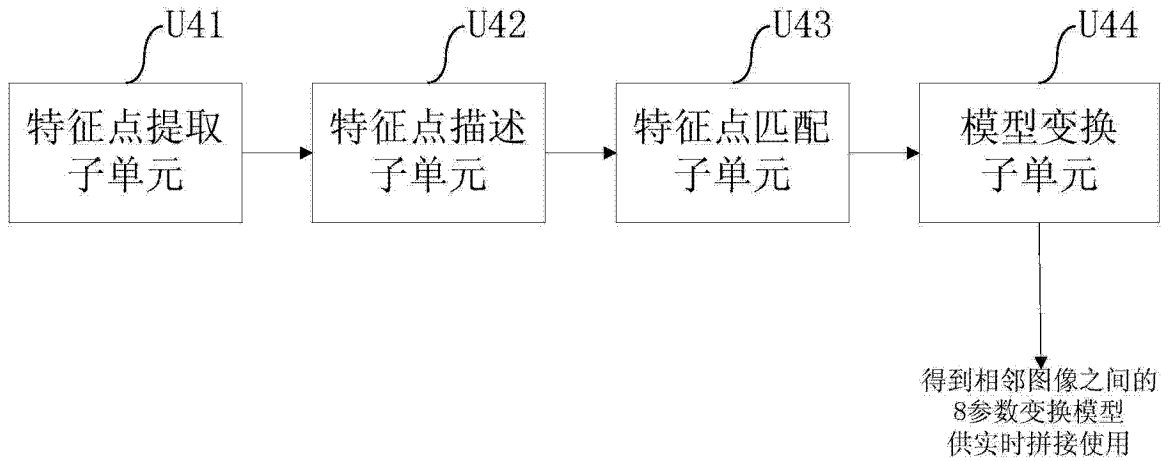 U41
U42
U43
U44
特征点提取
子单元
特征点描述
子单元
特征点匹配
子单元
模型变换
子单元
得到相邻图像之间的
8参数变换模型
供实时拼接使用